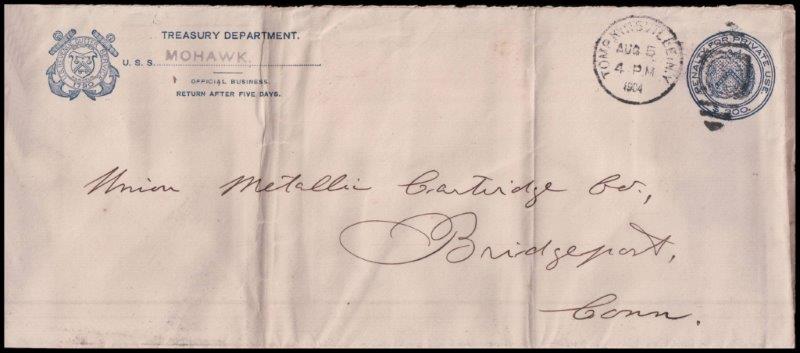 TREASURY DEPARTMENT.
U.S.S. MOHAWK.
OFFICIAL BUSINESS.
RETURN AFTER FIVE DAYS.
1790
TOMPKINSVILLE N.Y.
AUG 5
4 PM
1904
PENALTY FOR PRIVATE USE
$300.
Union Metallic Cartridge Co.,
Bridgeport,
Conn.